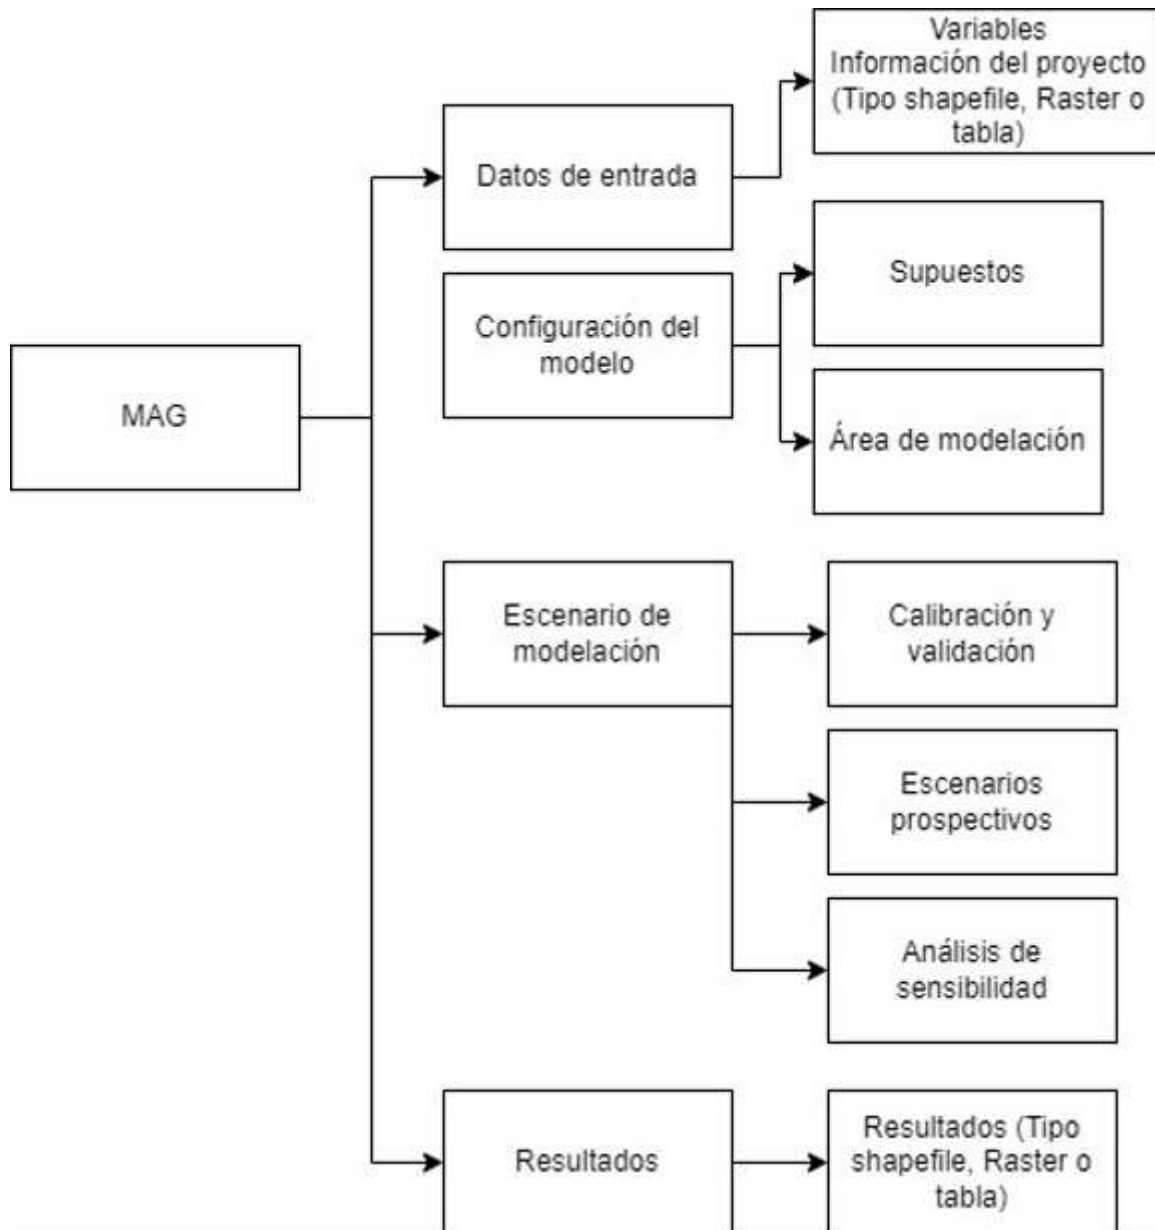 Variables
Información del proyecto
(Tipo shapefile, Raster o
tabla)
Datos de entrada
Supuestos
Configuración del
modelo
MAG
Área de modelación
Escenario de
modelación
Calibración y
validación
Escenarios
prospectivos
Análisis de
sensibilidad
Resultados
Resultados (Tipo
shapefile, Raster o
tabla)